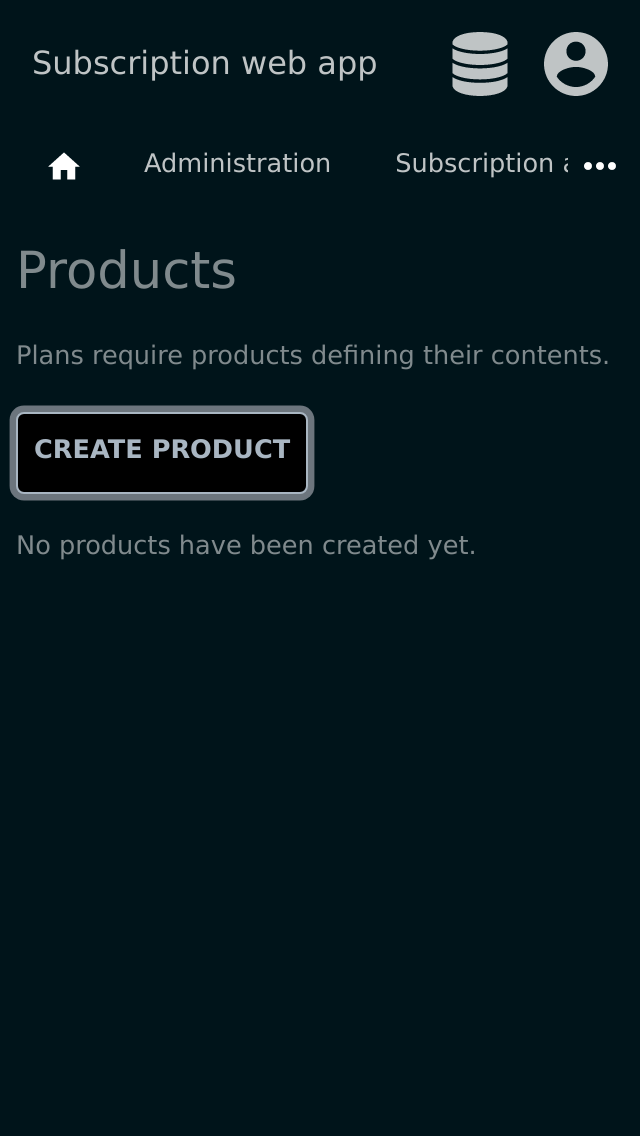 Subscription web app
Administration
Subscription
Products
Plans require products defining their contents.
CREATE PRODUCT
No products have been created yet.